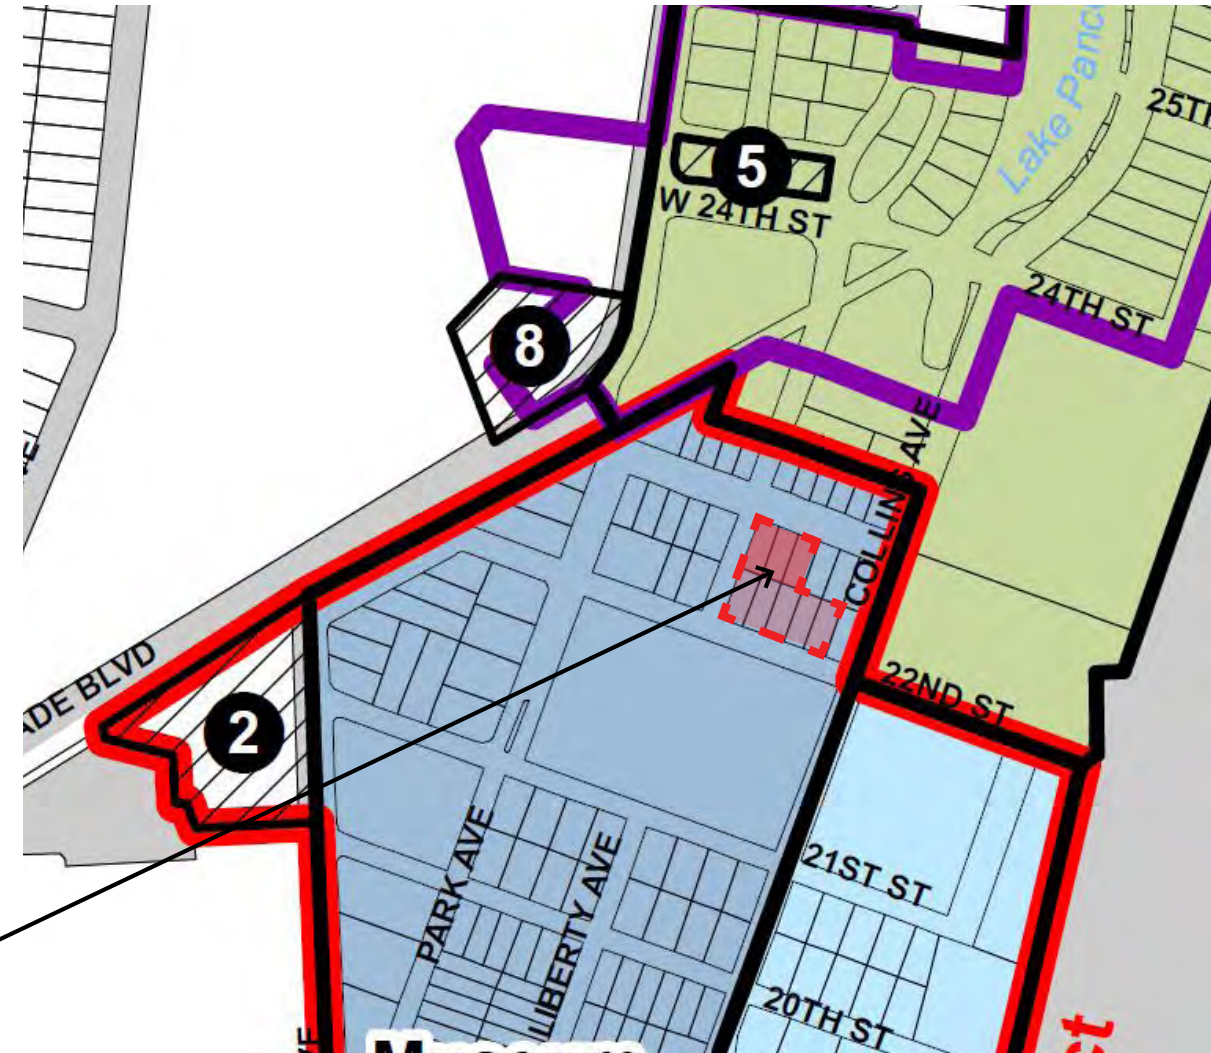 Lake Panc
25TH
5
W 24TH ST
24TH ST
8
COLLINS AVE
22ND ST
ADE BLVD
2
21ST ST
PARK AVE
LIBERTY AVE
20TH ST